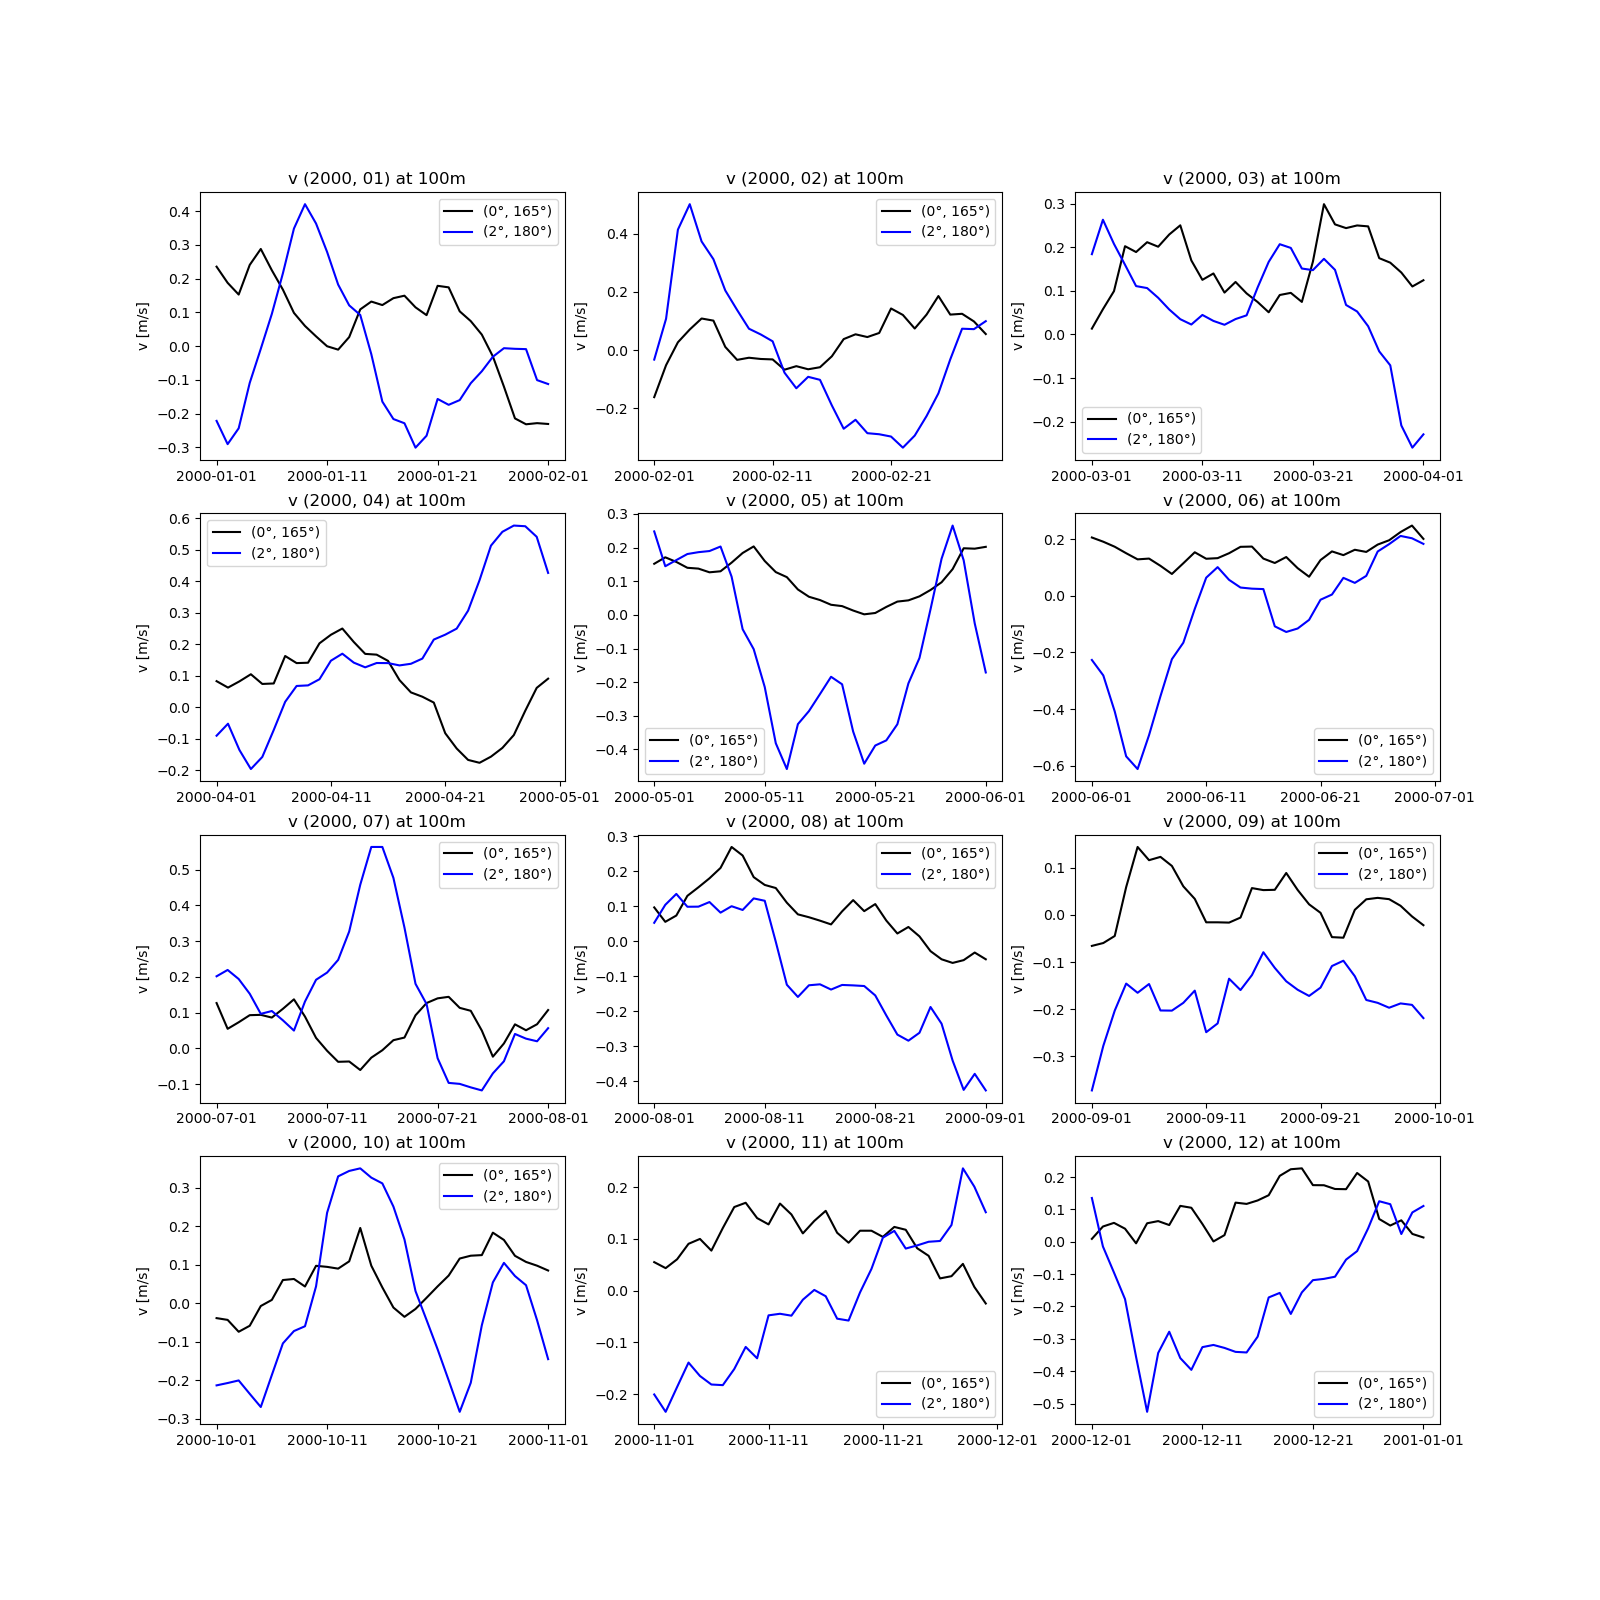 v (2000, 01) at 100m
v [m/s]
0.4
0.3
0.2
0.1
0.0
−0.1
−0.2
−0.3
(0°, 165°)
(2°, 180°)
2000-01-01 2000-01-11 2000-01-21 2000-02-01
v (2000, 02) at 100m
v [m/s]
0.4
0.2
0.0
−0.2
(0°, 165°)
(2°, 180°)
2000-02-01 2000-02-11 2000-02-21
v (2000, 03) at 100m
v [m/s]
0.3
0.2
0.1
0.0
−0.1
−0.2
(0°, 165°)
(2°, 180°)
2000-03-01 2000-03-11 2000-03-21 2000-04-01
v (2000, 04) at 100m
v [m/s]
0.6
0.5
0.4
0.3
0.2
0.1
0.0
−0.1
−0.2
(0°, 165°)
(2°, 180°)
2000-04-01 2000-04-11 2000-04-21 2000-05-01
v (2000, 05) at 100m
v [m/s]
0.3
0.2
0.1
0.0
−0.1
−0.2
−0.3
−0.4
(0°, 165°)
(2°, 180°)
2000-05-01 2000-05-11 2000-05-21 2000-06-01
v (2000, 06) at 100m
v [m/s]
0.2
0.0
−0.2
−0.4
−0.6
(0°, 165°)
(2°, 180°)
2000-06-01 2000-06-11 2000-06-21 2000-07-01
v (2000, 07) at 100m
v [m/s]
0.5
0.4
0.3
0.2
0.1
0.0
−0.1
(0°, 165°)
(2°, 180°)
2000-07-01 2000-07-11 2000-07-21 2000-08-01
v (2000, 08) at 100m
v [m/s]
0.3
0.2
0.1
0.0
−0.1
−0.2
−0.3
−0.4
(0°, 165°)
(2°, 180°)
2000-08-01 2000-08-11 2000-08-21 2000-09-01
v (2000, 09) at 100m
v [m/s]
0.1
0.0
−0.1
−0.2
−0.3
(0°, 165°)
(2°, 180°)
2000-09-01 2000-09-11 2000-09-21 2000-10-01
v (2000, 10) at 100m
v [m/s]
0.3
0.2
0.1
0.0
−0.1
−0.2
−0.3
(0°, 165°)
(2°, 180°)
2000-10-01 2000-10-11 2000-10-21 2000-11-01
v (2000, 11) at 100m
v [m/s]
0.2
0.1
0.0
−0.1
−0.2
(0°, 165°)
(2°, 180°)
2000-11-01 2000-11-11 2000-11-21 2000-12-01
v (2000, 12) at 100m
v [m/s]
0.2
0.1
0.0
−0.1
−0.2
−0.3
−0.4
−0.5
(0°, 165°)
(2°, 180°)
2000-12-01 2000-12-11 2000-12-21 2001-01-01